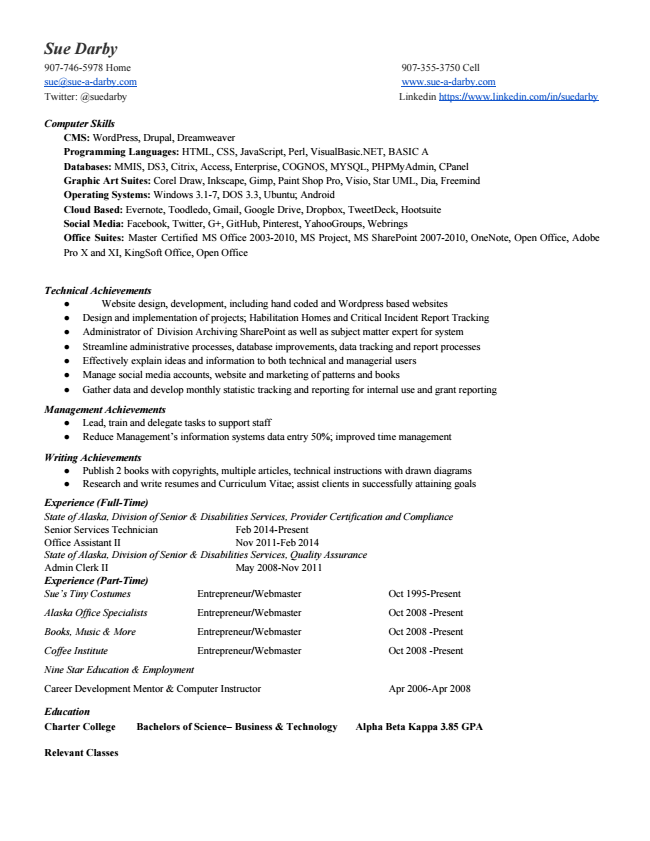 Sue Darby
907-746-5978 Home 907-355-3750 Cell
sue@sue-a-darby.com www.sue-a-darby.com
Twitter: @suedarby Linkedin https://www.linkedin.com/in/suedarby
Computer Skills
CMS: WordPress, Drupal, Dreamweaver
Programming Languages: HTML, CSS, JavaScript, Perl, VisualBasic.NET, BASIC A
Databases: MMIS, DS3, Citrix, Access, Enterprise, COGNOS, MYSQL, PHPMyAdmin, CPanel
Graphic Art Suites: Corel Draw, Inkscape, Gimp, Paint Shop Pro, Visio, Star UML, Dia, Freemind
Operating Systems: Windows 3.1-7, DOS 3.3, Ubuntu; Android
Cloud Based: Evernote, Toodledo, Gmail, Google Drive, Dropbox, TweetDeck, Hootsuite
Social Media: Facebook, Twitter, G+, GitHub, Pinterest, YahooGroups, Webrings
Office Suites: Master Certified MS Office 2003-2010, MS Project, MS SharePoint 2007-2010, OneNote, Open Office, Adobe
Pro X and XI, KingSoft Office, Open Office
Technical Achievements
● Website design, development, including hand coded and Wordpress based websites
● Design and implementation of projects; Habilitation Homes and Critical Incident Report Tracking
● Administrator of Division Archiving SharePoint as well as subject matter expert for system
● Streamline administrative processes, database improvements, data tracking and report processes
● Effectively explain ideas and information to both technical and managerial users
● Manage social media accounts, website and marketing of patterns and books
● Gather data and develop monthly statistic tracking and reporting for internal use and grant reporting
Management Achievements
● Lead, train and delegate tasks to support staff
● Reduce Management's information systems data entry 50%; improved time management
Writing Achievements
● Publish 2 books with copyrights, multiple articles, technical instructions with drawn diagrams
● Research and write resumes and Curriculum Vitae; assist clients in successfully attaining goals
Experience (Full-Time)
State of Alaska, Division of Senior & Disabilities Services, Provider Certification and Compliance
Senior Services Technician Feb 2014-Present
Office Assistant II Nov 2011-Feb 2014
State of Alaska, Division of Senior & Disabilities Services, Quality Assurance
Admin Clerk II May 2008-Nov 2011
Experience (Part-Time)
Sue's Tiny Costumes Entrepreneur/Webmaster Oct 1995-Present
Alaska Office Specialists Entrepreneur/Webmaster Oct 2008 -Present
Books, Music & More Entrepreneur/Webmaster Oct 2008 -Present
Coffee Institute Entrepreneur/Webmaster Oct 2008 -Present
Nine Star Education & Employment
Career Development Mentor & Computer Instructor Apr 2006-Apr 2008
Education
Charter College Bachelors of Science– Business & Technology Alpha Beta Kappa 3.85 GPA
Relevant Classes